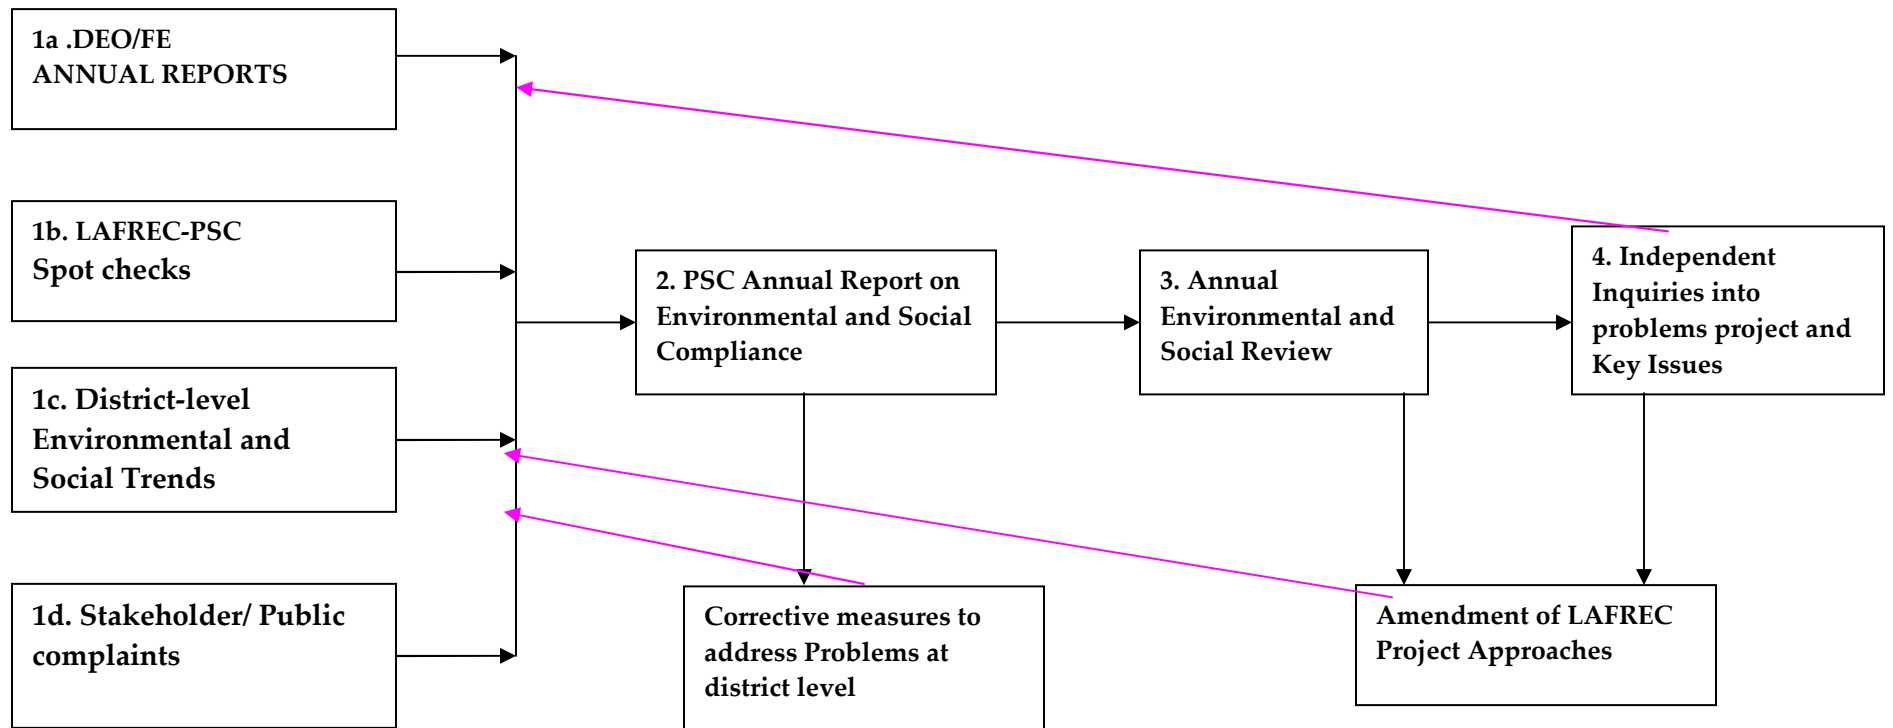 1a .DEO/FE
ANNUAL REPORTS
1b. LAFREC-PSC
Spot checks
1c. District-level
Environmental and
Social Trends
1d. Stakeholder/ Public
complaints
2. PSC Annual Report on
Environmental and Social
Compliance
3. Annual
Environmental and
Social Review
4. Independent
Inquiries into
problems project and
Key Issues
Corrective measures to
address Problems at
district level
Amendment of LAFREC
Project Approaches